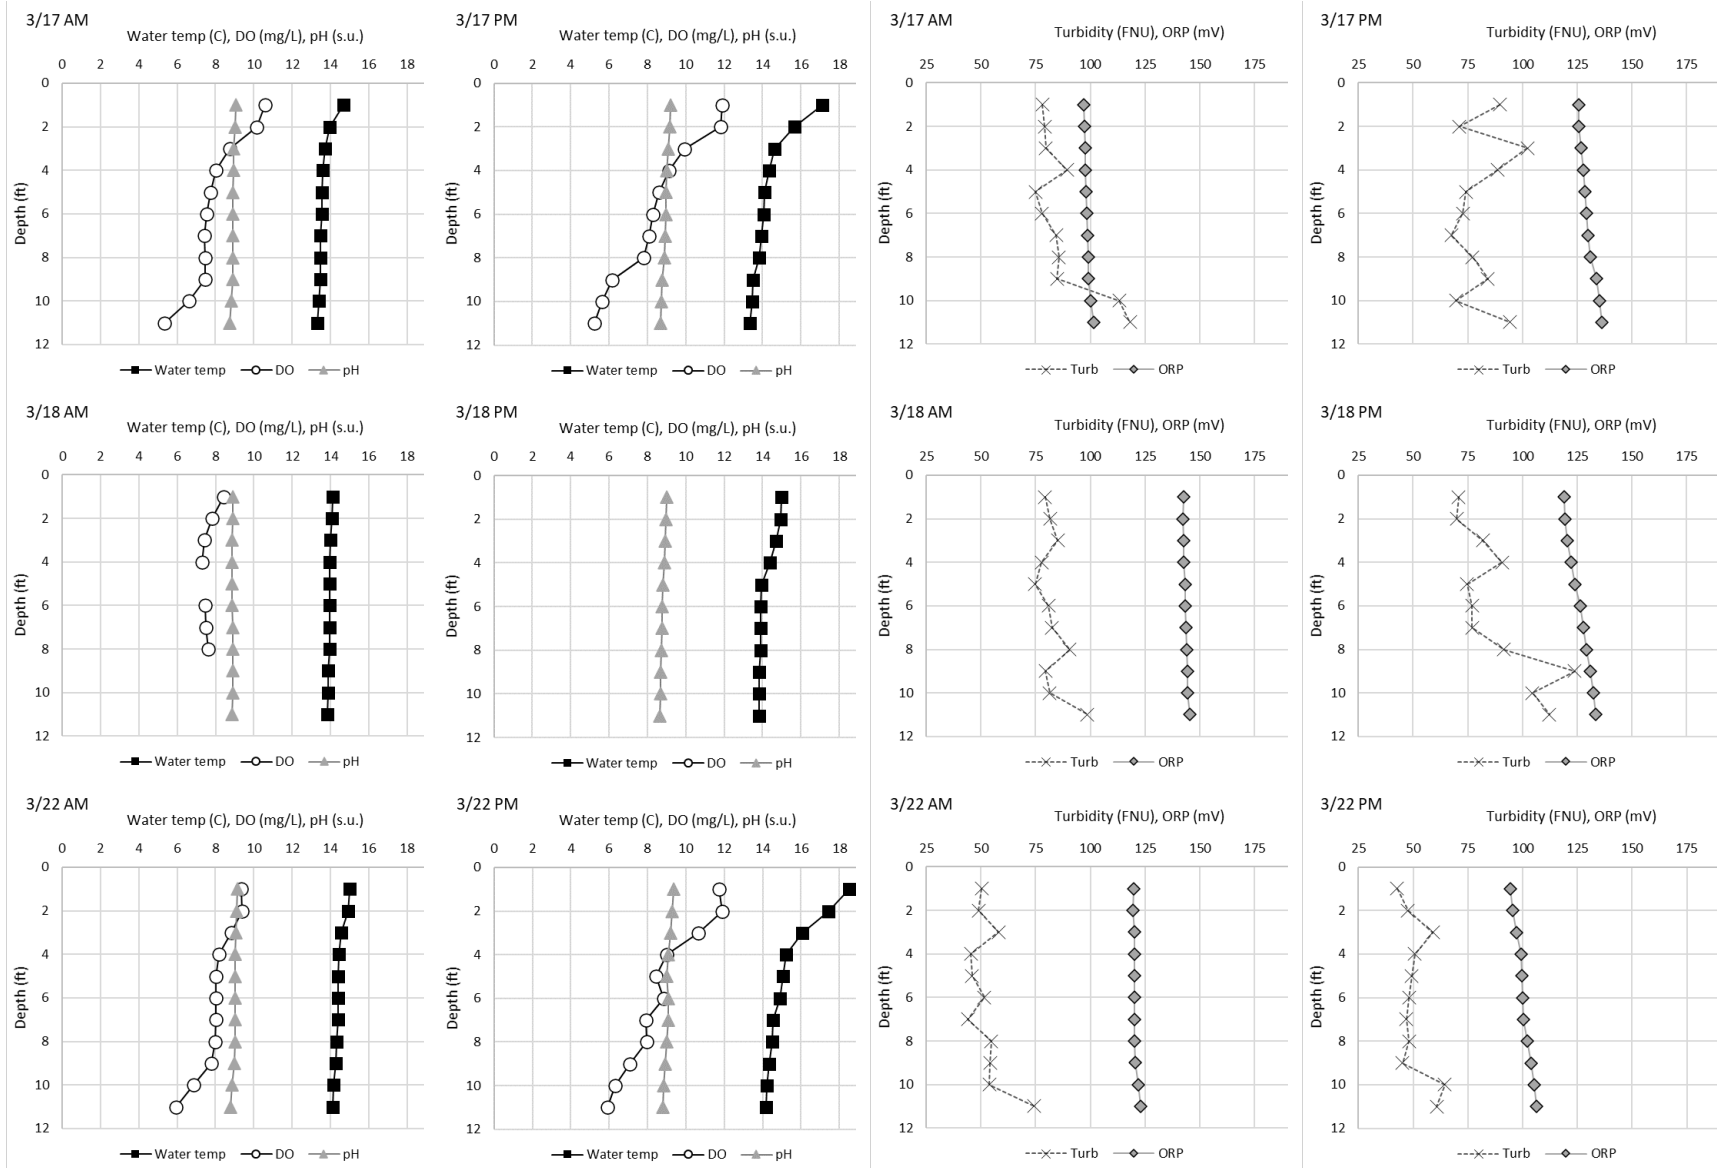 3/17 AM
Water temp (C), DO (mg/L), pH (s.u.)
0 2 4 6 8 10 12 14 16 18
0
2
4
6
8
10
12
Depth (ft)
Water temp DO pH
3/17 PM
Water temp (C), DO (mg/L), pH (s.u.)
0 2 4 6 8 10 12 14 16 18
0
2
4
6
8
10
12
Depth (ft)
Water temp DO pH
3/17 AM
Turbidity (FNU), ORP (mV)
25 50 75 100 125 150 175
0
2
4
6
8
10
12
Depth (ft)
Turb ORP
3/17 PM
Turbidity (FNU), ORP (mV)
25 50 75 100 125 150 175
0
2
4
6
8
10
12
Depth (ft)
Turb ORP
3/18 AM
Water temp (C), DO (mg/L), pH (s.u.)
0 2 4 6 8 10 12 14 16 18
0
2
4
6
8
10
12
Depth (ft)
Water temp DO pH
3/18 PM
Water temp (C), DO (mg/L), pH (s.u.)
0 2 4 6 8 10 12 14 16 18
0
2
4
6
8
10
12
Depth (ft)
Water temp DO pH
3/18 AM
Turbidity (FNU), ORP (mV)
25 50 75 100 125 150 175
0
2
4
6
8
10
12
Depth (ft)
Turb ORP
3/18 PM
Turbidity (FNU), ORP (mV)
25 50 75 100 125 150 175
0
2
4
6
8
10
12
Depth (ft)
Turb ORP
3/22 AM
Water temp (C), DO (mg/L), pH (s.u.)
0 2 4 6 8 10 12 14 16 18
0
2
4
6
8
10
12
Depth (ft)
Water temp DO pH
3/22 PM
Water temp (C), DO (mg/L), pH (s.u.)
0 2 4 6 8 10 12 14 16 18
0
2
4
6
8
10
12
Depth (ft)
Water temp DO pH
3/22 AM
Turbidity (FNU), ORP (mV)
25 50 75 100 125 150 175
0
2
4
6
8
10
12
Depth (ft)
Turb ORP
3/22 PM
Turbidity (FNU), ORP (mV)
25 50 75 100 125 150 175
0
2
4
6
8
10
12
Depth (ft)
Turb ORP